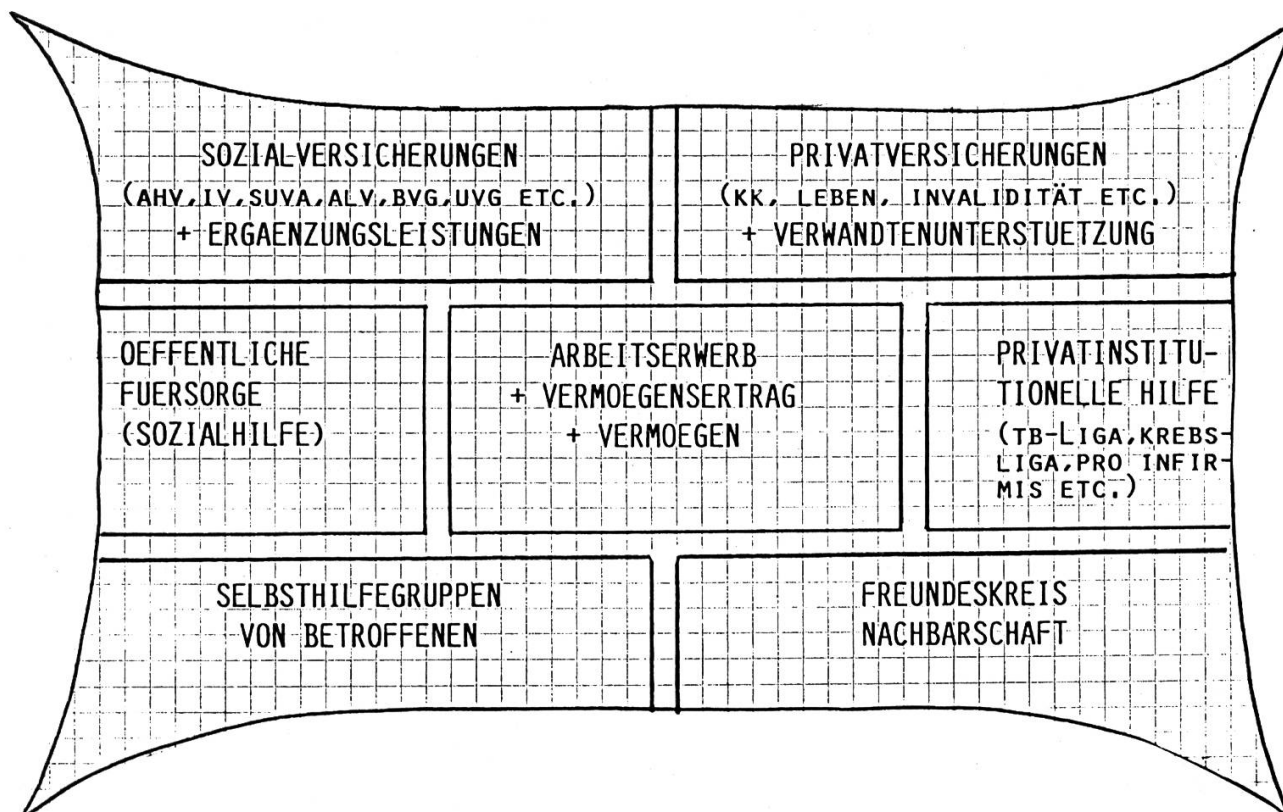 SOZIALVERSICHERUNGEN
(AHV,IV,SUVA,ALV,BVG,UVG ETC.)
+ ERGAENZUNGSLEISTUNGEN
PRIVATVERSICHERUNGEN
(KK, LEBEN, INVALIDITÄT ETC.)
+ VERWANDTENUNTERSTUETZUNG
OEFFENTLICHE
FUERSORGE
(SOZIALHILFE)
ARBEITSERWERB
+ VERMOEGENSERTRAG
+ VERMOEGEN
PRIVATINSTITU-
TIONELLE HILFE
(TB-LIGA,KREBS-
LIGA,PRO INFIR-
MIS ETC.)
SELBSTHILFEGRUPPEN
VON BETROFFENEN
FREUNDESKREIS
NACHBARSCHAFT